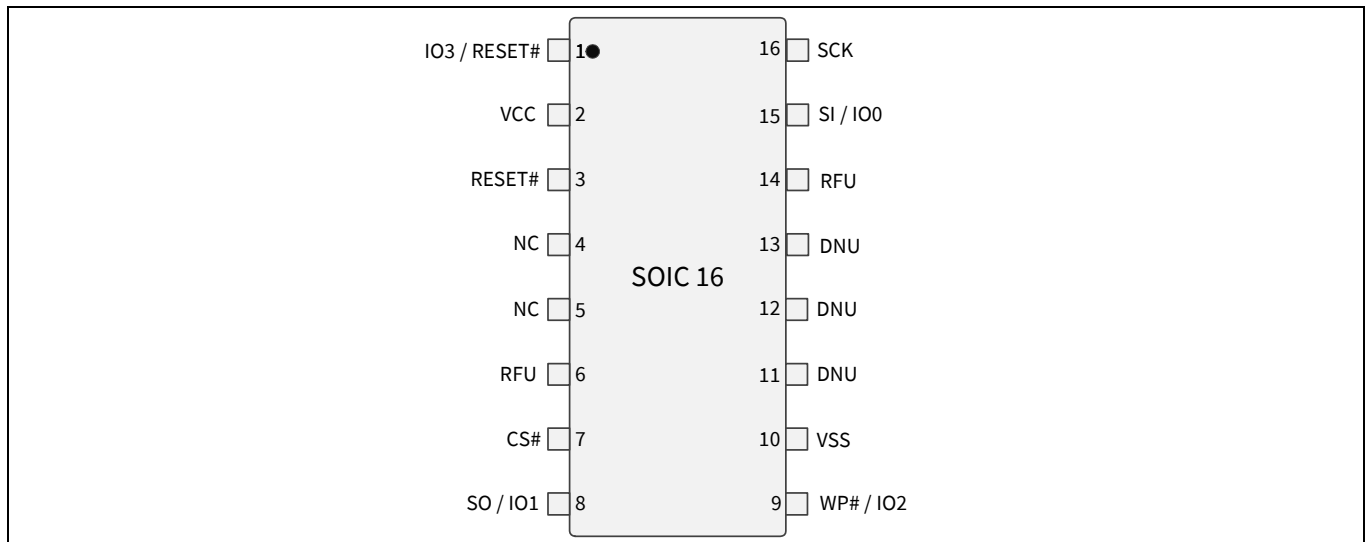 IO3 / RESET# 1 16 SCK
VCC 2 15 SI / IO0
RESET# 3 14 RFU
NC 4 13 DNU
SOIC 16
NC 5 12 DNU
RFU 6 11 DNU
CS# 7 10 VSS
SO / IO1 8 9 WP# / IO2